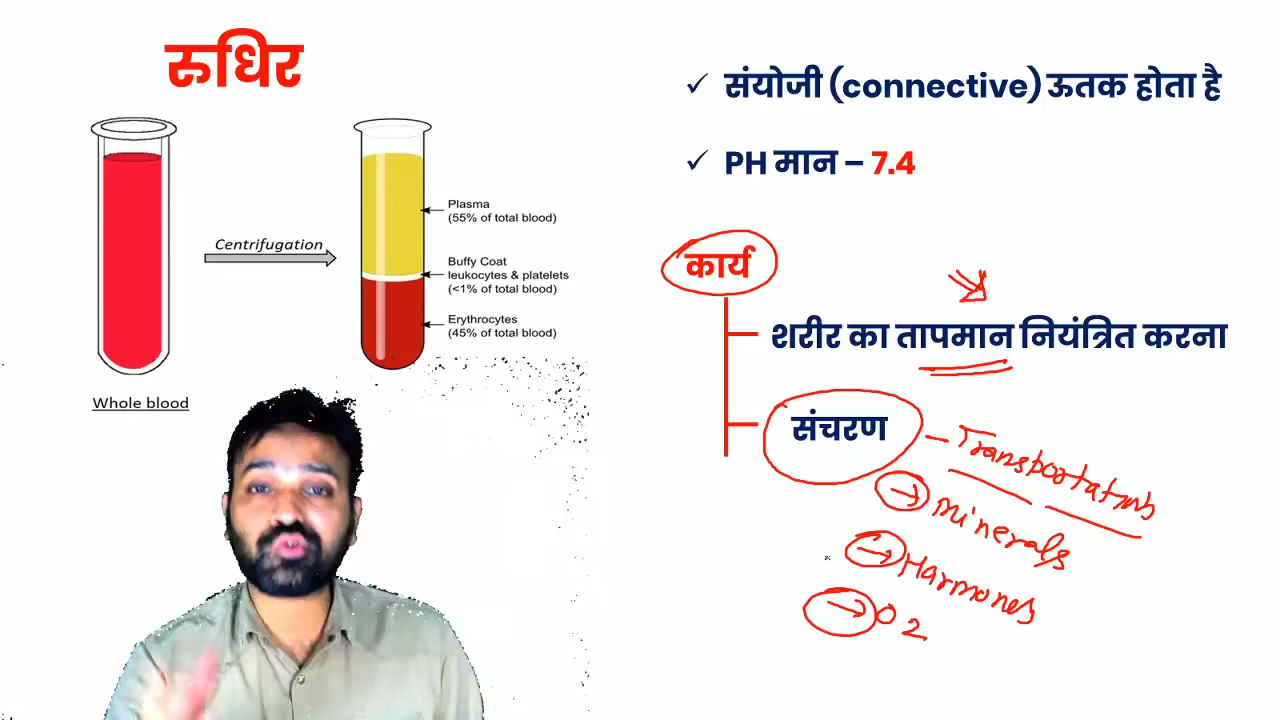 रुधिर
Centrifugation
Plasma
(55% of total blood)
Buffy Coat
leukocytes & platelets
(<1% of total blood)
Erythrocytes
(45% of total blood)
Whole blood
✓ संयोजी (connective) ऊतक होता है
✓ PH मान – 7.4
कार्य
शरीर का तापमान नियंत्रित करना
संचरण – Transportation
→ Minerals
→ Harmones
→ O2